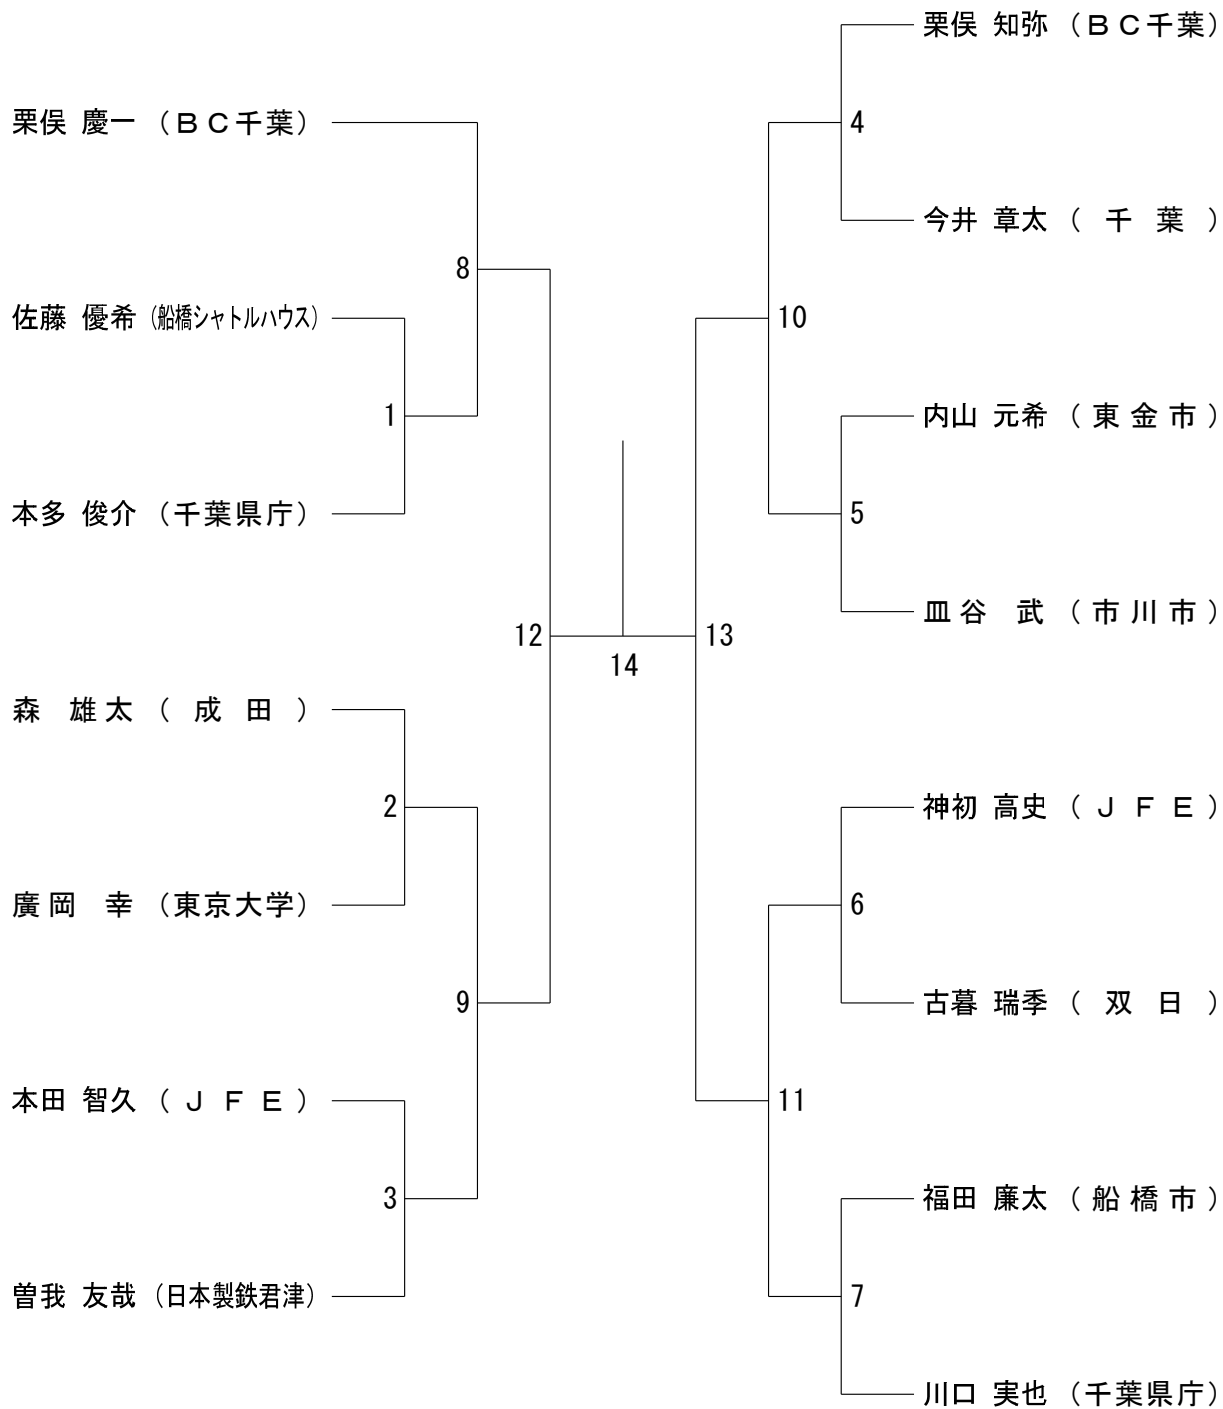 栗俣 慶一 （ＢＣ千葉）
佐藤 優希 （船橋シャトルハウス）
本多 俊介 （千葉県庁）
森 雄太 （ 成 田 ）
廣岡 幸 （東京大学）
本田 智久 （ Ｊ Ｆ Ｅ ）
曽我 友哉 （日本製鉄君津）
1
2
3
8
9
12
14
13
10
11
4
5
6
7
栗俣 知弥 （ＢＣ千葉）
今井 章太 （ 千 葉 ）
内山 元希 （ 東 金 市 ）
皿谷 武 （ 市 川 市 ）
神初 高史 （ Ｊ Ｆ Ｅ ）
古暮 瑞季 （ 双 日 ）
福田 廉太 （ 船 橋 市 ）
川口 実也 （千葉県庁）